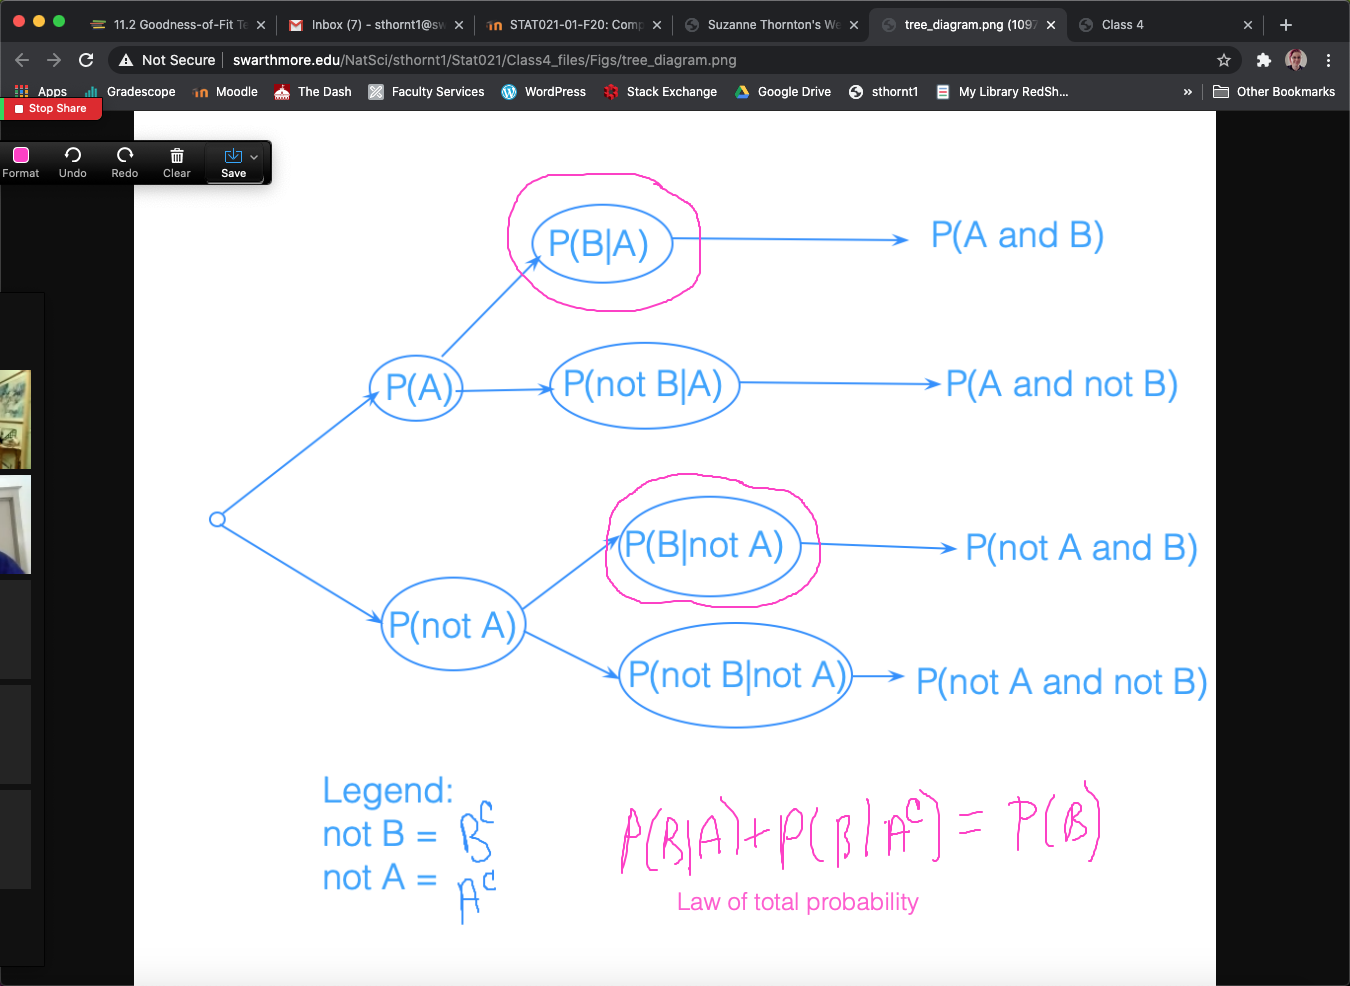 11.2 Goodness-of-Fit Te
Inbox (7) - sthornt1@sw
STAT021-01-F20: Comp
Suzanne Thornton's We
tree_diagram.png (1097
Class 4
Not Secure | swarthmore.edu/NatSci/sthornt1/Stat021/Class4_files/Figs/tree_diagram.png
Apps Gradescope Moodle The Dash Faculty Services WordPress Stack Exchange Google Drive sthornt1 My Library RedSh... » Other Bookmarks
Stop Share
Format Undo Redo Clear Save
P(B|A)
P(A and B)
P(A)
P(not B|A)
P(A and not B)
P(B|not A)
P(not A and B)
P(not A)
P(not B|not A)
P(not A and not B)
Legend:
not B = B^C
not A = A^C
P(B|A)+P(B|A^C) = P(B)
Law of total probability